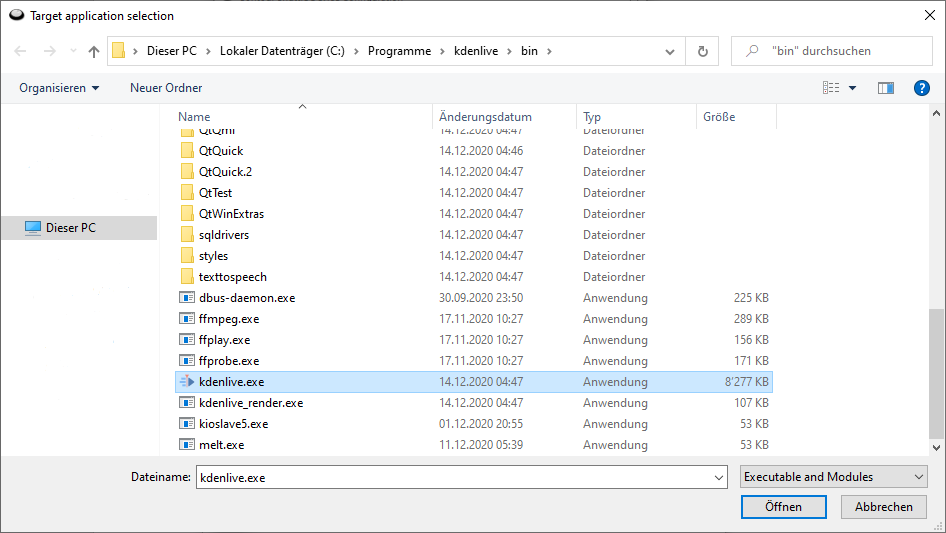 Target application selection
Dieser PC > Lokaler Datenträger (C:) > Programme > kdenlive > bin >
"bin" durchsuchen
Organisieren Neuer Ordner ?
Name Änderungsdatum Typ Größe
QtQml 14.12.2020 04:47 Dateiordner
QtQuick 14.12.2020 04:46 Dateiordner
QtQuick.2 14.12.2020 04:47 Dateiordner
QtTest 14.12.2020 04:47 Dateiordner
QtWinExtras 14.12.2020 04:47 Dateiordner
Dieser PC
sqldrivers 14.12.2020 04:47 Dateiordner
styles 14.12.2020 04:47 Dateiordner
texttospeech 14.12.2020 04:47 Dateiordner
dbus-daemon.exe 30.09.2020 23:50 Anwendung 225 KB
ffmpeg.exe 17.11.2020 10:27 Anwendung 289 KB
ffplay.exe 17.11.2020 10:27 Anwendung 156 KB
ffprobe.exe 17.11.2020 10:27 Anwendung 171 KB
kdenlive.exe 14.12.2020 04:47 Anwendung 8'277 KB
kdenlive_render.exe 14.12.2020 04:47 Anwendung 107 KB
kioslave5.exe 01.12.2020 20:55 Anwendung 53 KB
melt.exe 11.12.2020 05:39 Anwendung 53 KB
Dateiname: kdenlive.exe Executable and Modules
Öffnen Abbrechen